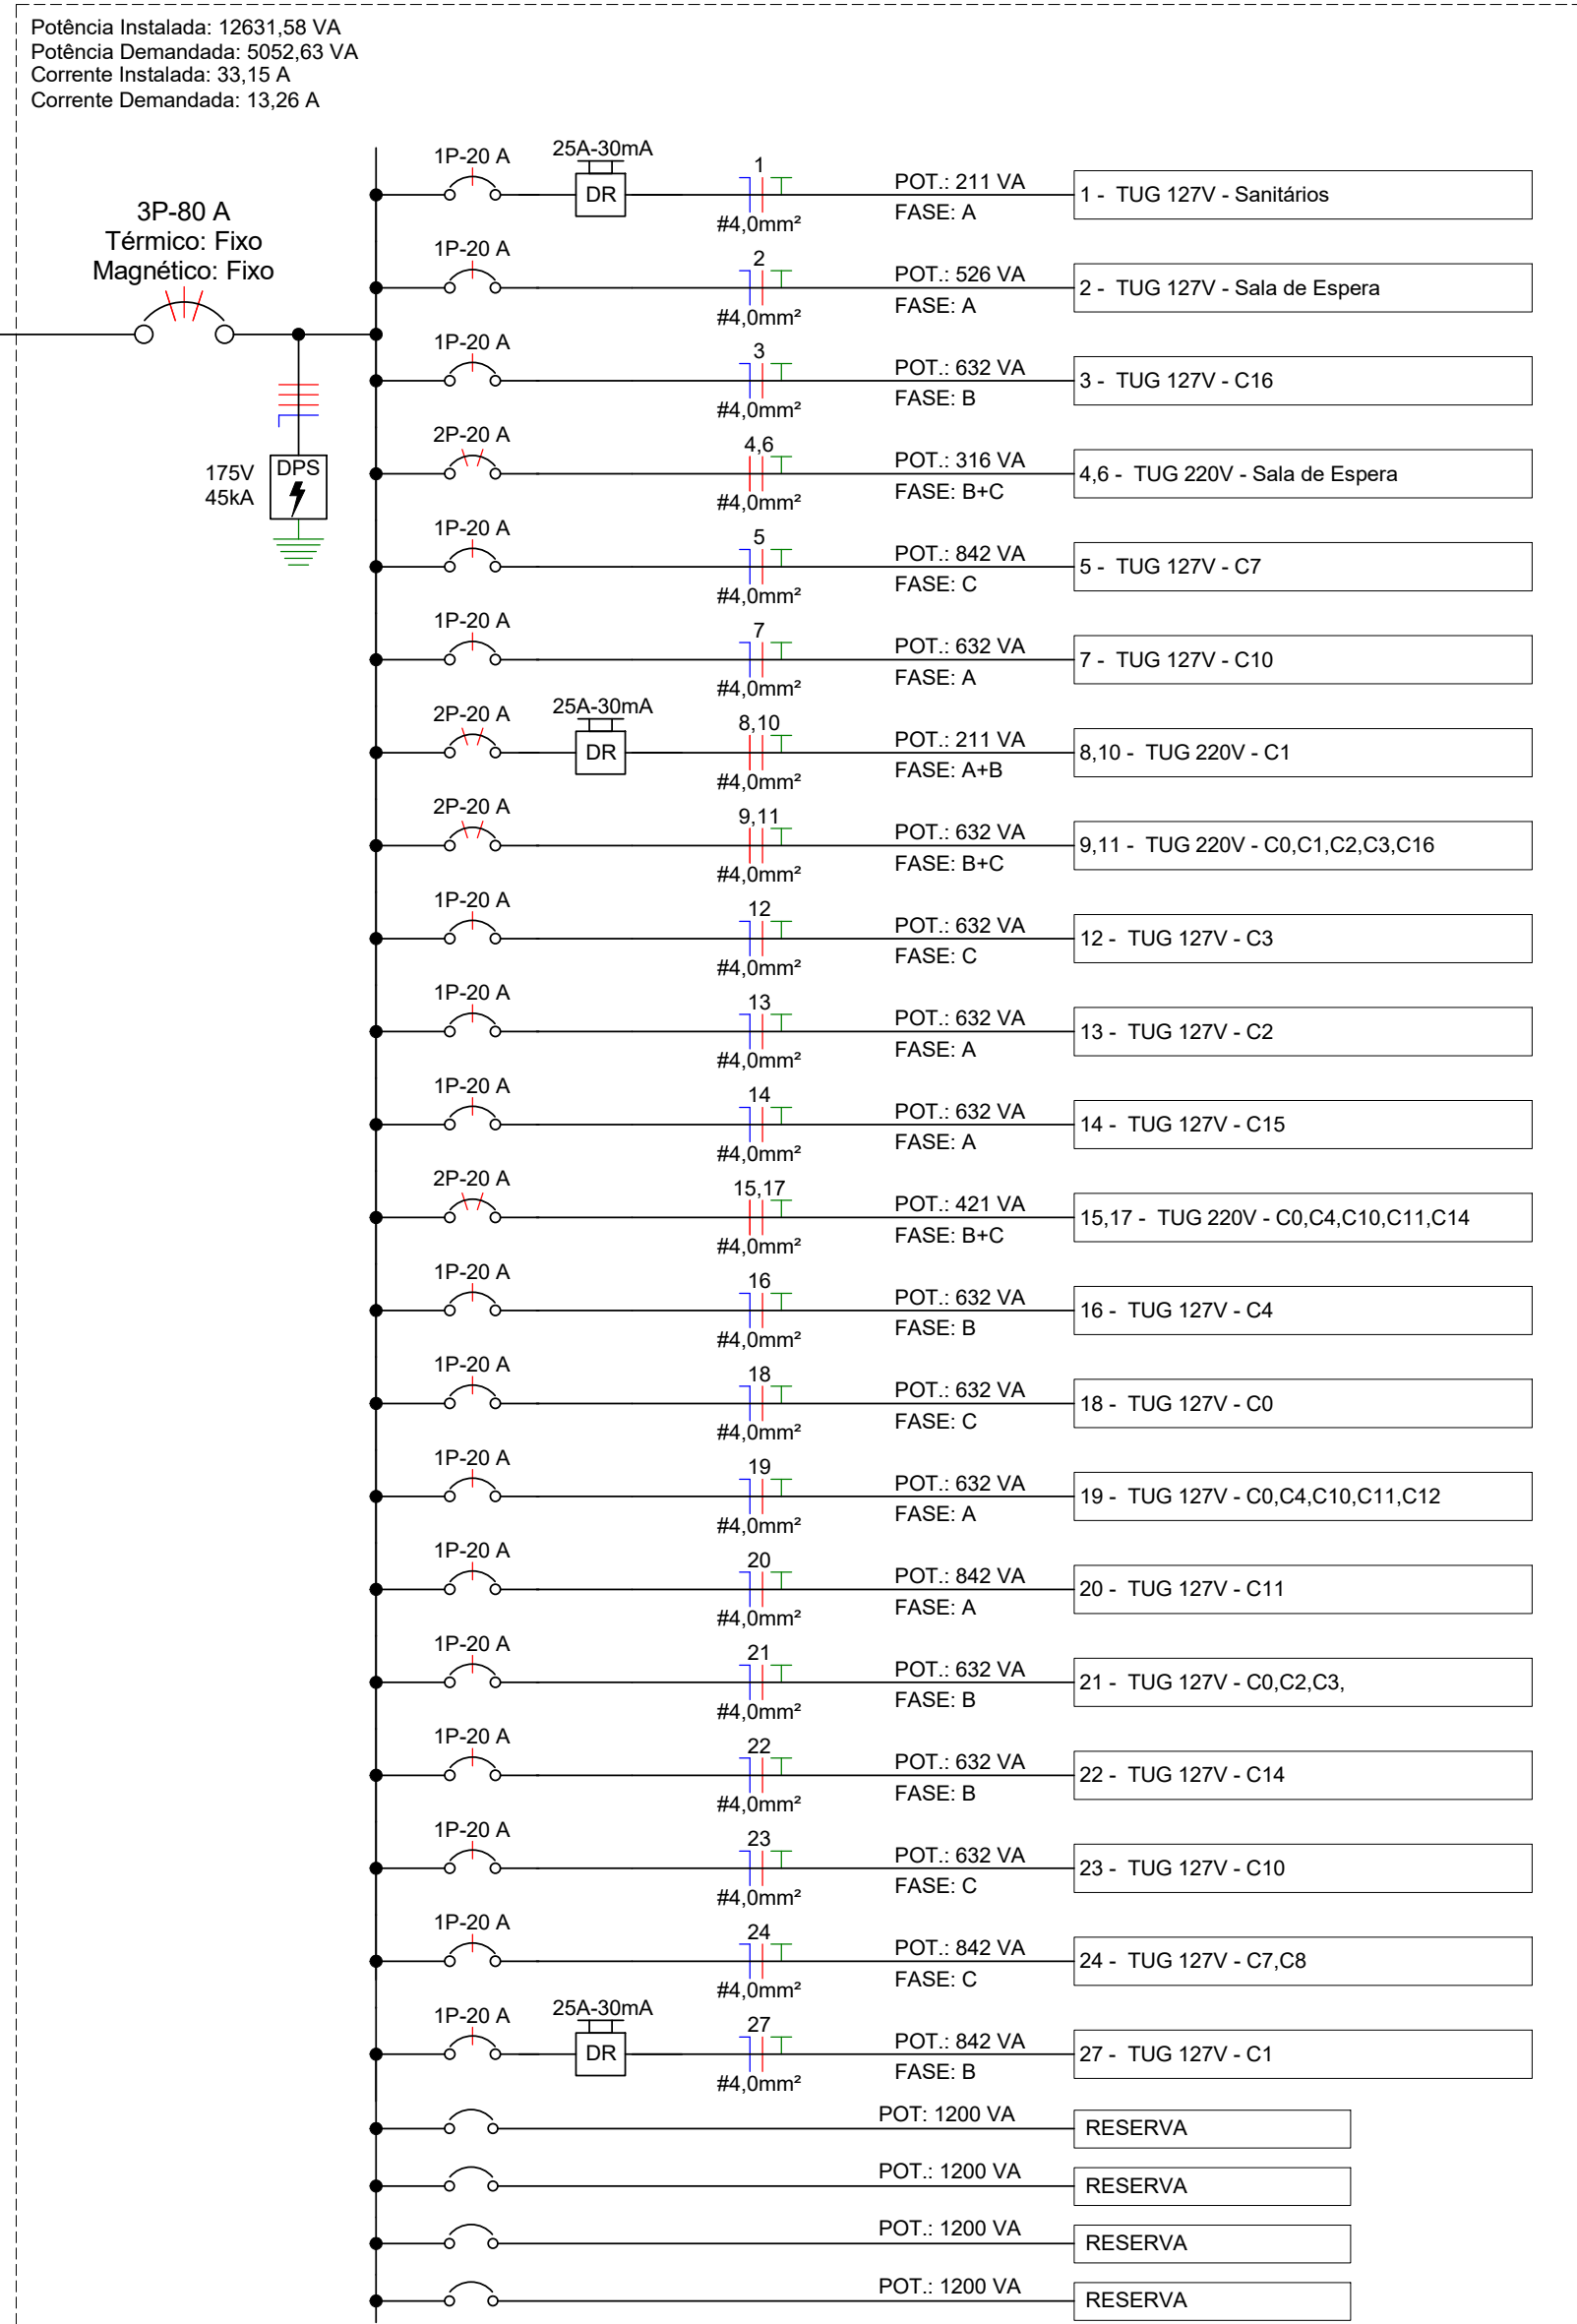 Potência Instalada: 12631,58 VA
Potência Demandada: 5052,63 VA
Corrente Instalada: 33,15 A
Corrente Demandada: 13,26 A
3P-80 A
Térmico: Fixo
Magnético: Fixo
175V
45kA
DPS
1P-20 A
25A-30mA
DR
1
#4,0mm²
POT.: 211 VA
FASE: A
1 - TUG 127V - Sanitários
1P-20 A
2
#4,0mm²
POT.: 526 VA
FASE: A
2 - TUG 127V - Sala de Espera
1P-20 A
3
#4,0mm²
POT.: 632 VA
FASE: B
3 - TUG 127V - C16
2P-20 A
4,6
#4,0mm²
POT.: 316 VA
FASE: B+C
4,6 - TUG 220V - Sala de Espera
1P-20 A
5
#4,0mm²
POT.: 842 VA
FASE: C
5 - TUG 127V - C7
1P-20 A
7
#4,0mm²
POT.: 632 VA
FASE: A
7 - TUG 127V - C10
2P-20 A
25A-30mA
DR
8,10
#4,0mm²
POT.: 211 VA
FASE: A+B
8,10 - TUG 220V - C1
2P-20 A
9,11
#4,0mm²
POT.: 632 VA
FASE: B+C
9,11 - TUG 220V - C0,C1,C2,C3,C16
1P-20 A
12
#4,0mm²
POT.: 632 VA
FASE: C
12 - TUG 127V - C3
1P-20 A
13
#4,0mm²
POT.: 632 VA
FASE: A
13 - TUG 127V - C2
1P-20 A
14
#4,0mm²
POT.: 632 VA
FASE: A
14 - TUG 127V - C15
2P-20 A
15,17
#4,0mm²
POT.: 421 VA
FASE: B+C
15,17 - TUG 220V - C0,C4,C10,C11,C14
1P-20 A
16
#4,0mm²
POT.: 632 VA
FASE: B
16 - TUG 127V - C4
1P-20 A
18
#4,0mm²
POT.: 632 VA
FASE: C
18 - TUG 127V - C0
1P-20 A
19
#4,0mm²
POT.: 632 VA
FASE: A
19 - TUG 127V - C0,C4,C10,C11,C12
1P-20 A
20
#4,0mm²
POT.: 842 VA
FASE: A
20 - TUG 127V - C11
1P-20 A
21
#4,0mm²
POT.: 632 VA
FASE: B
21 - TUG 127V - C0,C2,C3,
1P-20 A
22
#4,0mm²
POT.: 632 VA
FASE: B
22 - TUG 127V - C14
1P-20 A
23
#4,0mm²
POT.: 632 VA
FASE: C
23 - TUG 127V - C10
1P-20 A
24
#4,0mm²
POT.: 842 VA
FASE: C
24 - TUG 127V - C7,C8
1P-20 A
25A-30mA
DR
27
#4,0mm²
POT.: 842 VA
FASE: B
27 - TUG 127V - C1
POT: 1200 VA
RESERVA
POT.: 1200 VA
RESERVA
POT.: 1200 VA
RESERVA
POT.: 1200 VA
RESERVA